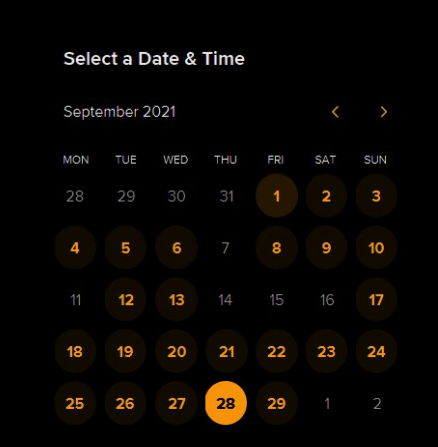 Select a Date & Time
September 2021
MON TUE WED THU FRI SAT SUN
28 29 30 31 1 2 3
4 5 6 7 8 9 10
11 12 13 14 15 16 17
18 19 20 21 22 23 24
25 26 27 28 29 1 2